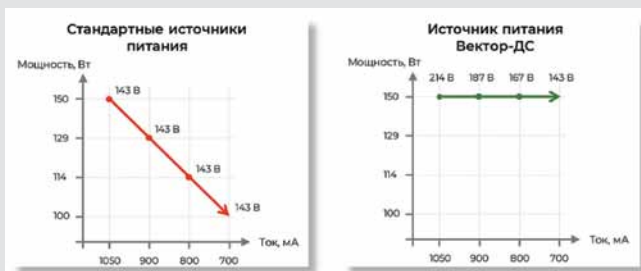 Стандартные источники
питания
Мощность, Вт
150
129
114
100
143 В
143 В
143 В
143 В
1050
900
800
700
Ток, мА
Источник питания
Вектор-ДС
Мощность, Вт
214 В
187 В
167 В
143 В
150
129
114
100
1050
900
800
700
Ток, мА